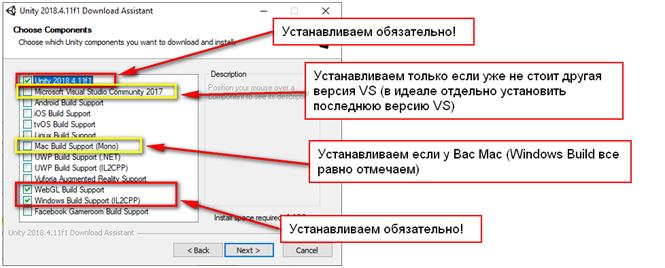 Unity 2018.4.11f1 Download Assistant
Choose Components
Choose which Unity components you want to download and install.
Устанавливаем обязательно!
Unity 2018.4.11f1
Microsoft Visual Studio Community 2017
Android Build Support
iOS Build Support
tvOS Build Support
Linux Build Support
Mac Build Support (Mono)
UWP Build Support (.NET)
UWP Build Support (IL2CPP)
Vuforia Augmented Reality Support
WebGL Build Support
Windows Build Support (IL2CPP)
Facebook Gameroom Build Support
Description
Position your mouse over a
component to see its
Устанавливаем только если уже не стоит другая
версия VS (в идеале отдельно установить
последнюю версию VS)
Устанавливаем если у Вас Mac (Windows Build все
равно отмечаем)
Install space required:
Устанавливаем обязательно!
Unity 2018.4.11f1 Download Assistant
< Back
Next >
Cancel